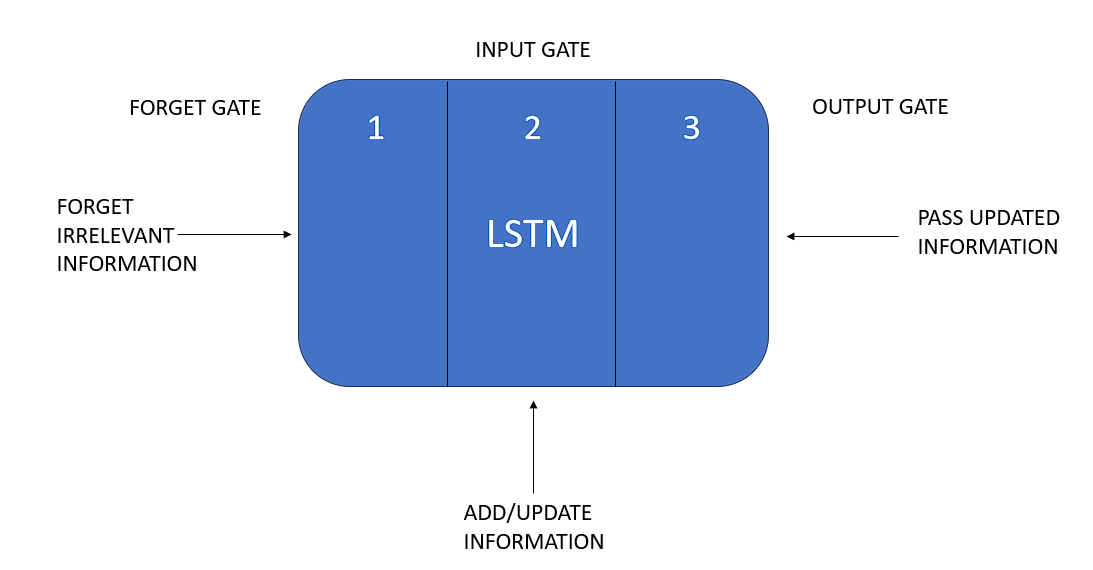 INPUT GATE
FORGET GATE
OUTPUT GATE
1
2
3
FORGET
IRRELEVANT
INFORMATION
LSTM
PASS UPDATED
INFORMATION
ADD/UPDATE
INFORMATION